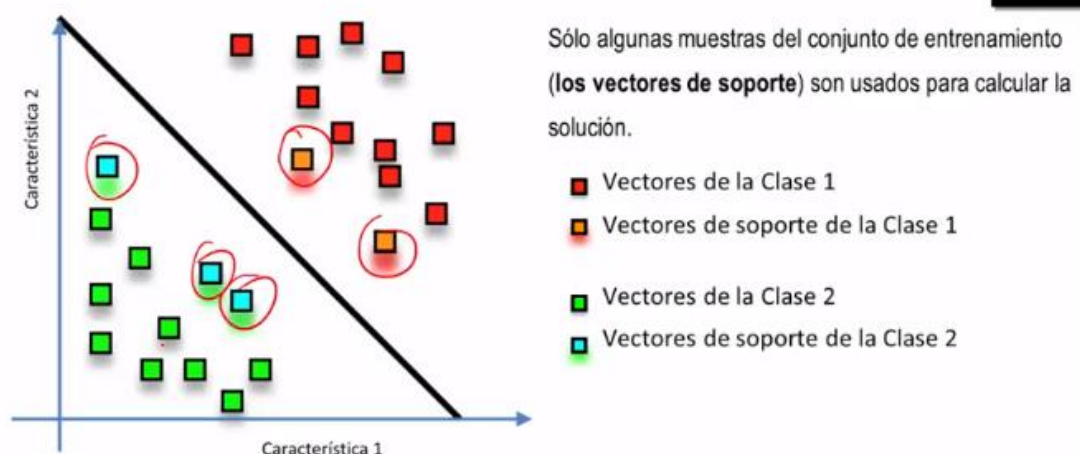 Característica 2
Característica 1
Sólo algunas muestras del conjunto de entrenamiento
(los vectores de soporte) son usados para calcular la
solución.
Vectores de la Clase 1
Vectores de soporte de la Clase 1
Vectores de la Clase 2
Vectores de soporte de la Clase 2